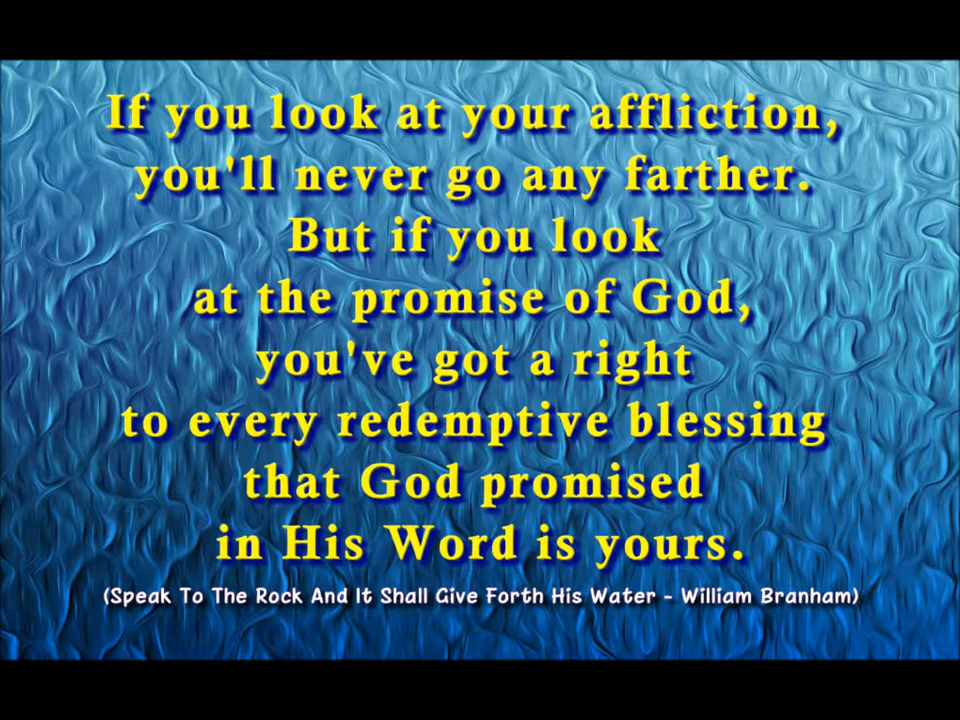 If you look at your affliction,
you'll never go any farther.
But if you look
at the promise of God,
you've got a right
to every redemptive blessing
that God promised
in His Word is yours.
(Speak To The Rock And It Shall Give Forth His Water - William Branham)